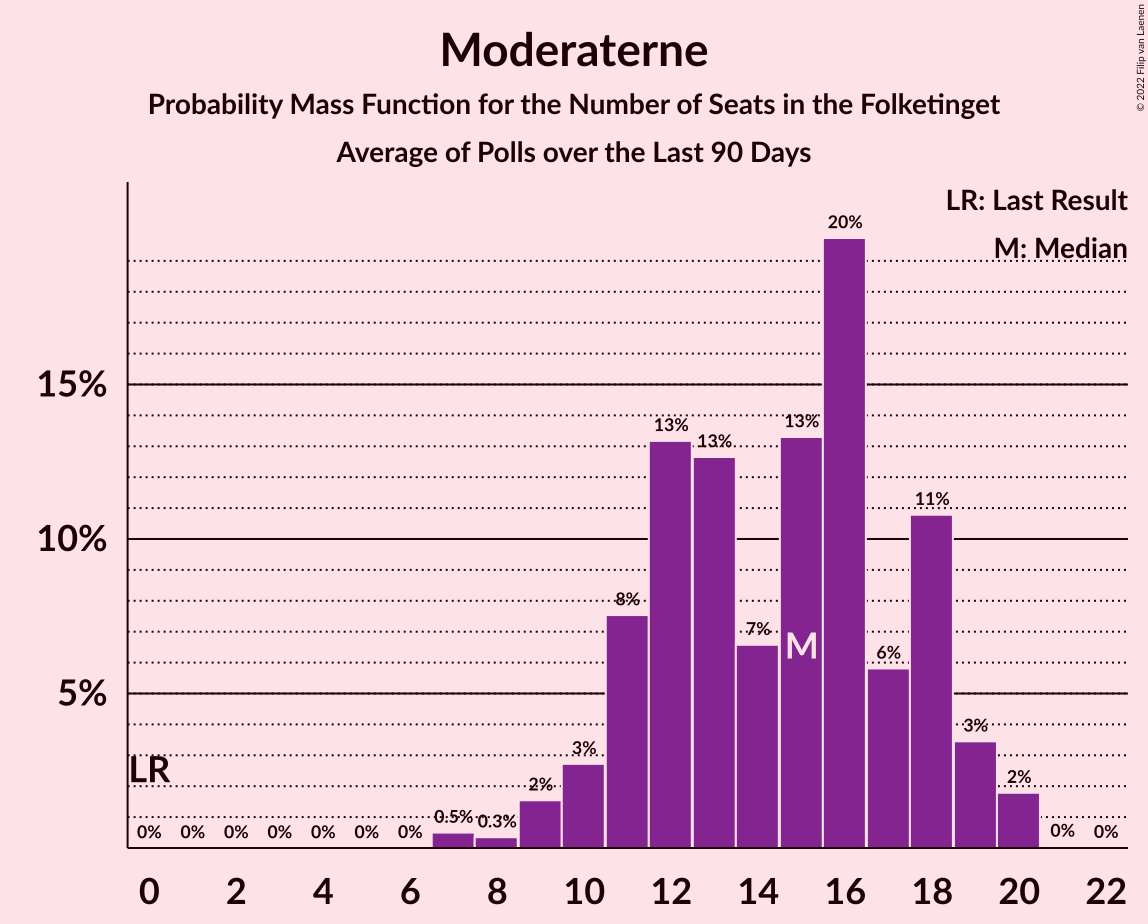 Moderaterne
Probability Mass Function for the Number of Seats in the Folketinget
Average of Polls over the Last 90 Days
© 2022 Filip van Laenen
LR: Last Result
M: Median
15%
10%
5%
LR
M
0% 0% 0% 0% 0% 0% 0% 0.5% 0.3% 2% 3% 8% 13% 13% 7% 13% 20% 6% 11% 3% 2% 0% 0%
0 2 4 6 8 10 12 14 16 18 20 22